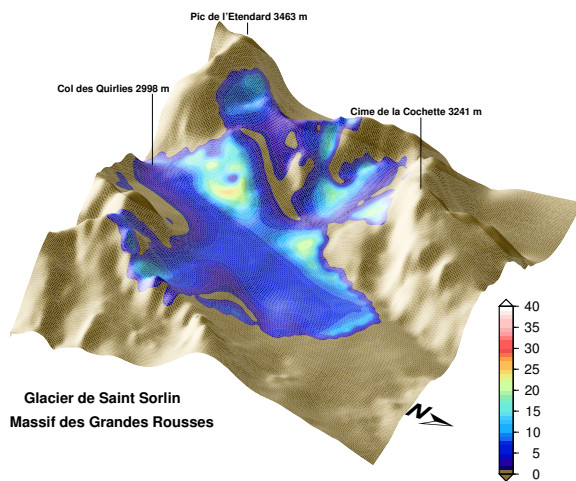 Pic de l'Etendard 3463 m
Col des Quirlies 2998 m
Cime de la Cochette 3241 m
Glacier de Saint Sorlin
Massif des Grandes Rousses
N
40
35
30
25
20
15
10
5
0